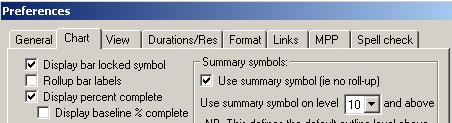 Preferences
General Chart View Durations/Res Format Links MPP Spell check
Display bar locked symbol
Rollup bar labels
Display percent complete
Display baseline % complete
Summary symbols:
Use summary symbol (ie no roll-up)
Use summary symbol on level 10 and above
NB. This defines the default outline level above